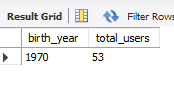 Result Grid Filter Rows
birth_year total_users
1970 53